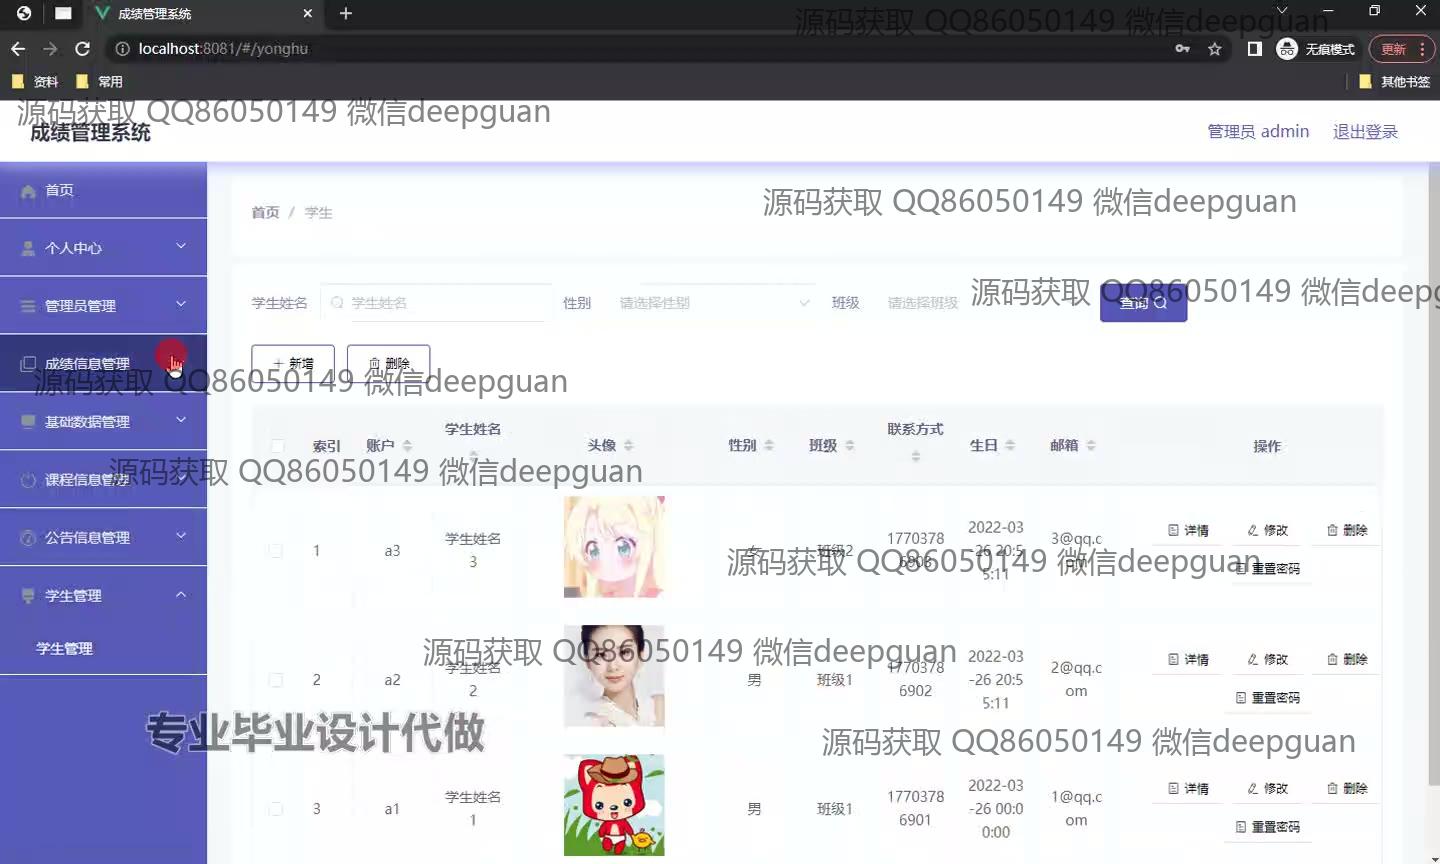 成绩管理系统
localhost:8081/#/yonghu
无痕模式
更新
资料
常用
其他书签
源码获取 QQ86050149 微信deepguan
源码获取 QQ86050149 微信deepguan
成绩管理系统
管理员 admin
退出登录
首页
个人中心
管理员管理
成绩信息管理
基础数据管理
课程信息管理
公告信息管理
学生管理
学生管理
首页 / 学生
源码获取 QQ86050149 微信deepguan
学生姓名
学生姓名
性别
请选择性别
班级
请选择班级
查询
源码获取 QQ86050149 微信deepg
+ 新增
删除
源码获取 QQ86050149 微信deepguan
索引
账户
学生姓名
头像
性别
班级
联系方式
生日
邮箱
操作
源码获取 QQ86050149 微信deepguan
1
a3
学生姓名
3
女
班级2
1770378
6903
2022-03
-26 20:5
5:11
3@qq.c
om
详情
修改
删除
重置密码
源码获取 QQ86050149 微信deepguan
2
a2
学生姓名
2
男
班级1
1770378
6902
2022-03
-26 20:5
5:11
2@qq.c
om
详情
修改
删除
重置密码
源码获取 QQ86050149 微信deepguan
专业毕业设计代做
源码获取 QQ86050149 微信deepguan
3
a1
学生姓名
1
男
班级1
1770378
6901
2022-03
-26 00:0
0:00
1@qq.c
om
详情
修改
删除
重置密码